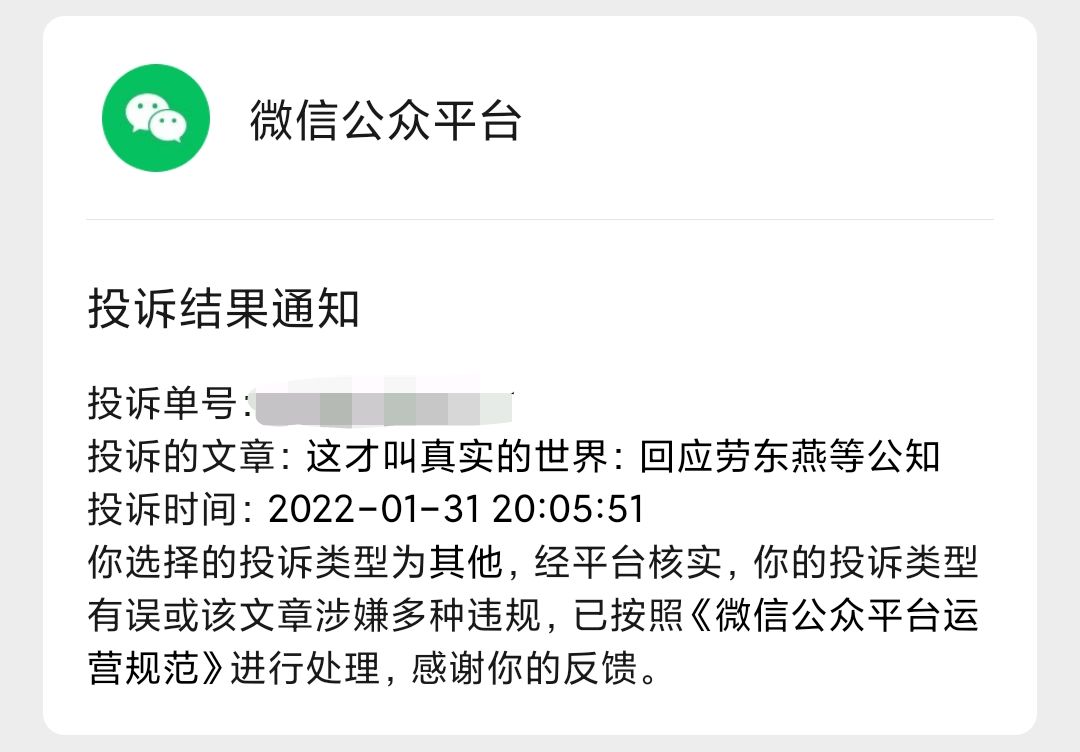 微信公众平台
投诉结果通知
投诉单号:
投诉的文章: 这才叫真实的世界: 回应劳东燕等公知
投诉时间: 2022-01-31 20:05:51
你选择的投诉类型为其他, 经平台核实, 你的投诉类型
有误或该文章涉嫌多种违规, 已按照《微信公众平台运
营规范》进行处理, 感谢你的反馈。